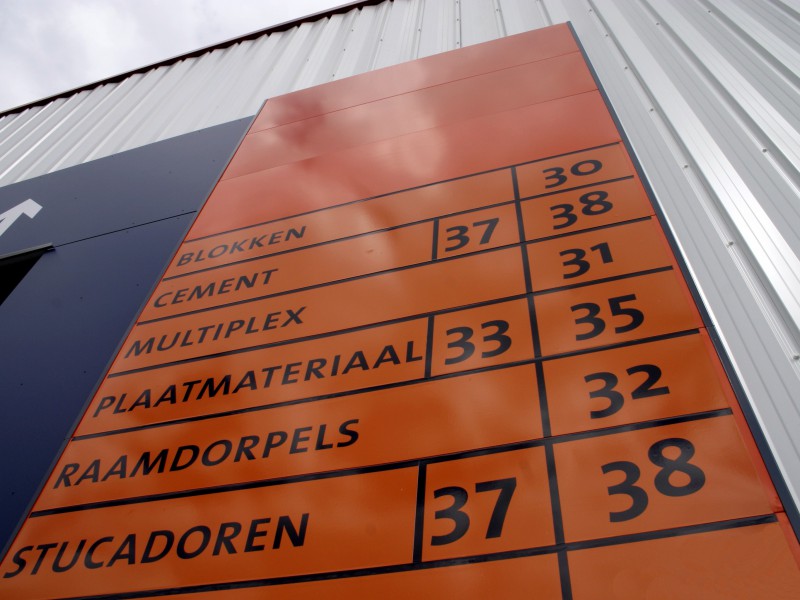 BLOKKEN 30
CEMENT 37 38
MULTIPLEX 31
PLAATMATERIAAL 33 35
RAAMDORPELS 32
STUCADOREN 37 38